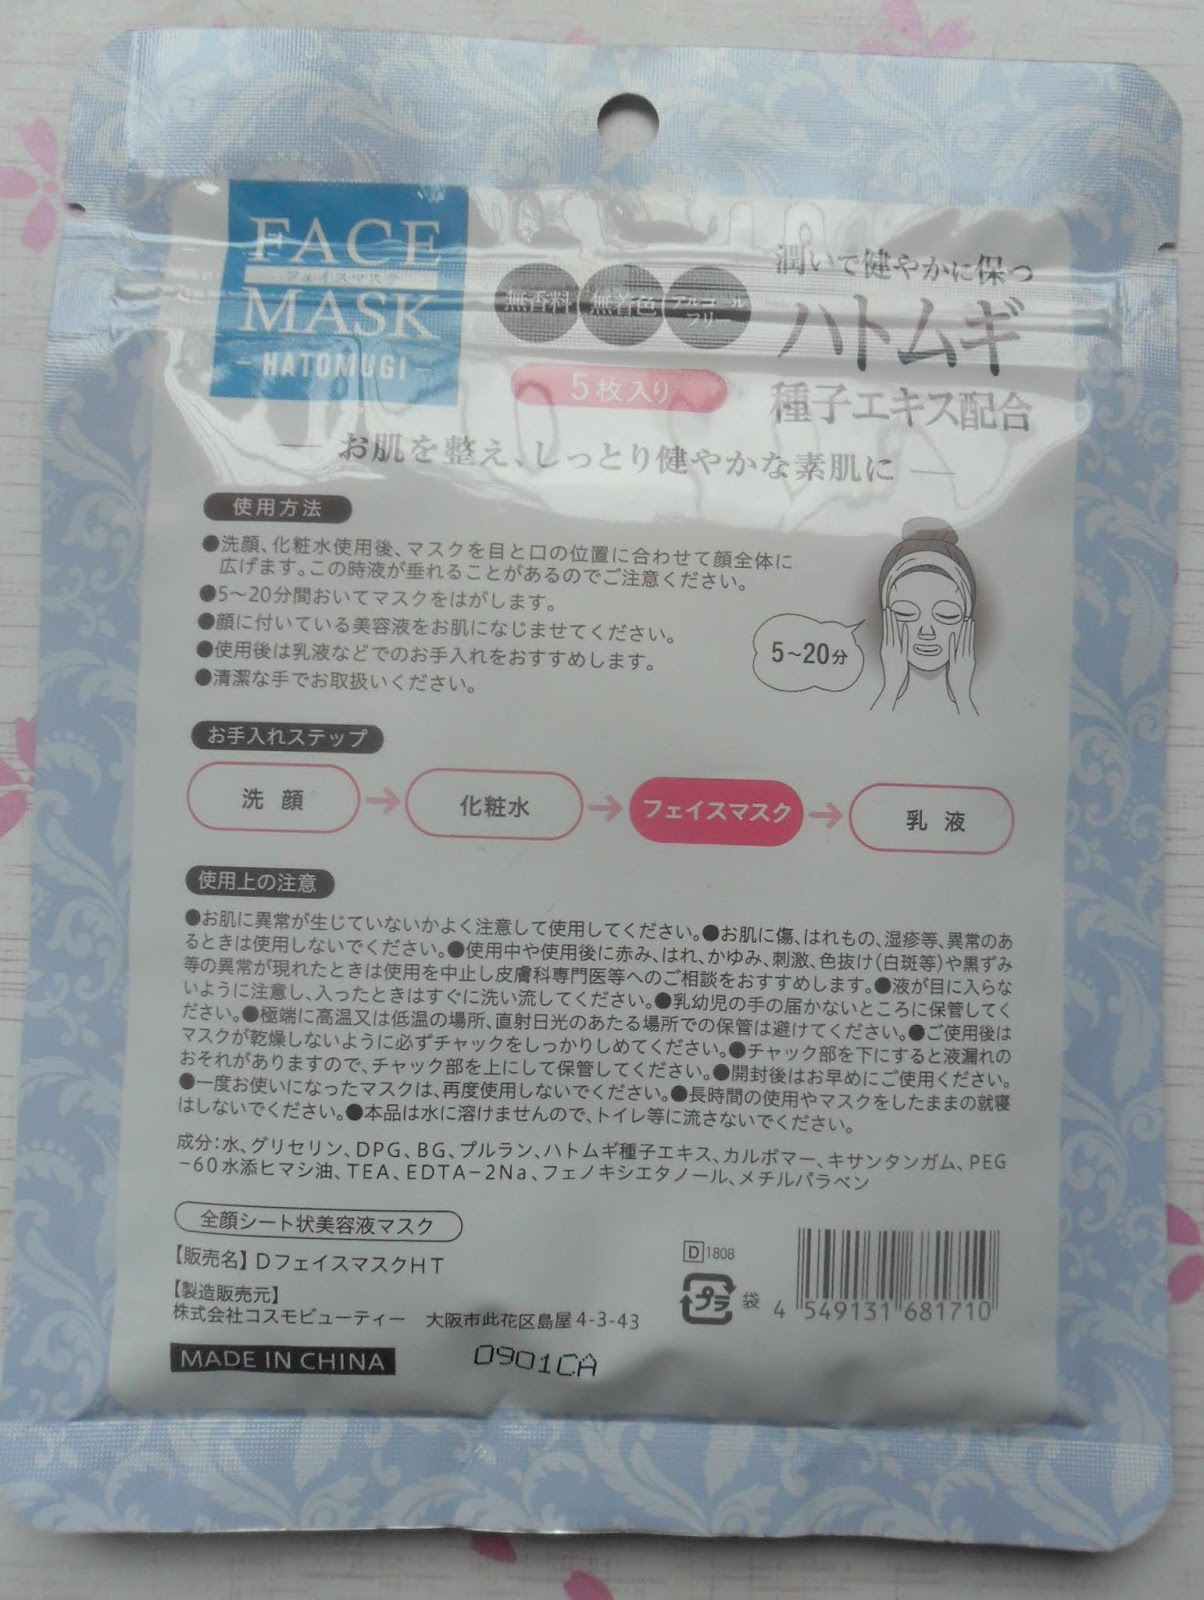 FACE
フェイスマスク
MASK
- HATOMUGI -
無香料
無着色
アルコール
フリー
5枚入り
潤いで健やかに保つ
ハトムギ
種子エキス配合
お肌を整え、しっとり健やかな素肌に
使用方法
●洗顔、化粧水使用後、マスクを目と口の位置に合わせて顔全体に
広げます。この時液が垂れることがあるのでご注意ください。
●5〜20分間おいてマスクをはがします。
●顔に付いている美容液をお肌になじませてください。
●使用後は乳液などでのお手入れをおすすめします。
●清潔な手でお取扱いください。
5〜20分
お手入れステップ
洗顔 → 化粧水 → フェイスマスク → 乳液
使用上の注意
●お肌に異常が生じていないかよく注意して使用してください。●お肌に傷、はれもの、湿疹等、異常のあ
るときは使用しないでください。●使用中や使用後に赤み、はれ、かゆみ、刺激、色抜け(白斑等)や黒ずみ
等の異常が現れたときは使用を中止し皮膚科専門医等へのご相談をおすすめします。●液が目に入らな
いように注意し、入ったときはすぐに洗い流してください。●乳幼児の手の届かないところに保管してく
ださい。●極端に高温又は低温の場所、直射日光のあたる場所での保管は避けてください。●ご使用後は
マスクが乾燥しないように必ずチャックをしっかりしめてください。●チャック部を下にすると液漏れの
おそれがありますので、チャック部を上にして保管してください。●開封後はお早めにご使用ください。
●一度お使いになったマスクは、再度使用しないでください。●長時間の使用やマスクをしたままの就寝
はしないでください。●本品は水に溶けませんので、トイレ等に流さないでください。
成分:水、グリセリン、DPG、BG、プルラン、ハトムギ種子エキス、カルボマー、キサンタンガム、PEG
-60水添ヒマシ油、TEA、EDTA-2Na、フェノキシエタノール、メチルパラベン
全顔シート状美容液マスク
【販売名】DフェイスマスクHT
【製造販売元】
株式会社コスモビューティー 大阪市此花区島屋4-3-43
MADE IN CHINA
0901CA
D 1808
プラ 袋
4 549131 681710